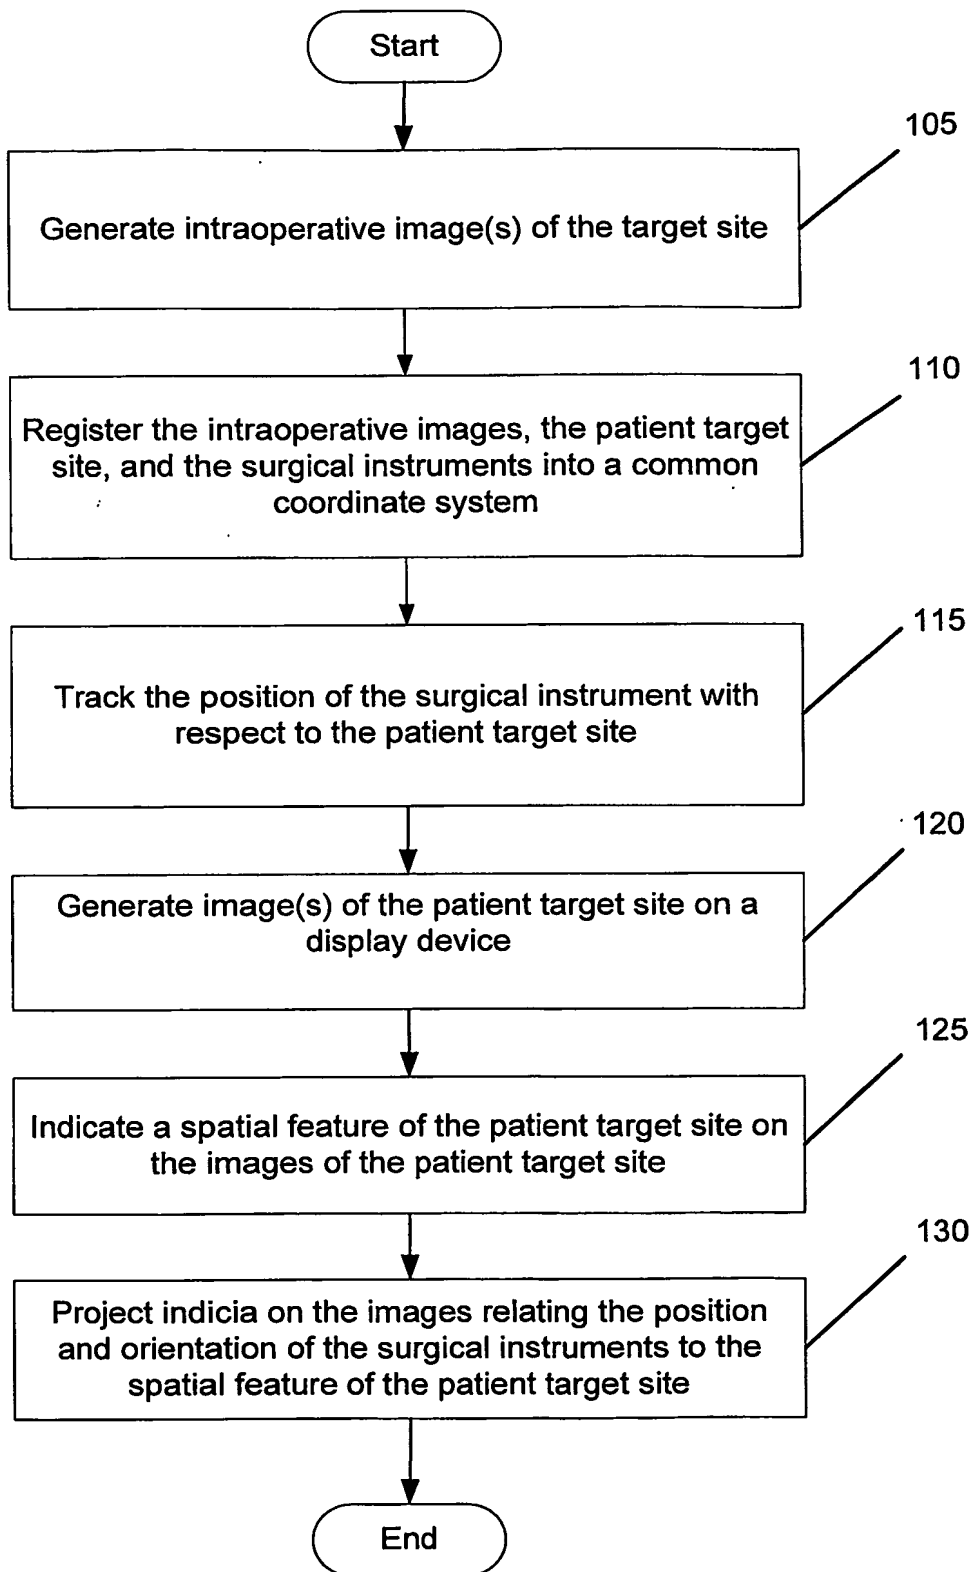 Start
105
Generate intraoperative image(s) of the target site
110
Register the intraoperative images, the patient target
site, and the surgical instruments into a common
coordinate system
115
Track the position of the surgical instrument with
respect to the patient target site
120
Generate image(s) of the patient target site on a
display device
125
Indicate a spatial feature of the patient target site on
the images of the patient target site
130
Project indicia on the images relating the position
and orientation of the surgical instruments to the
spatial feature of the patient target site
End